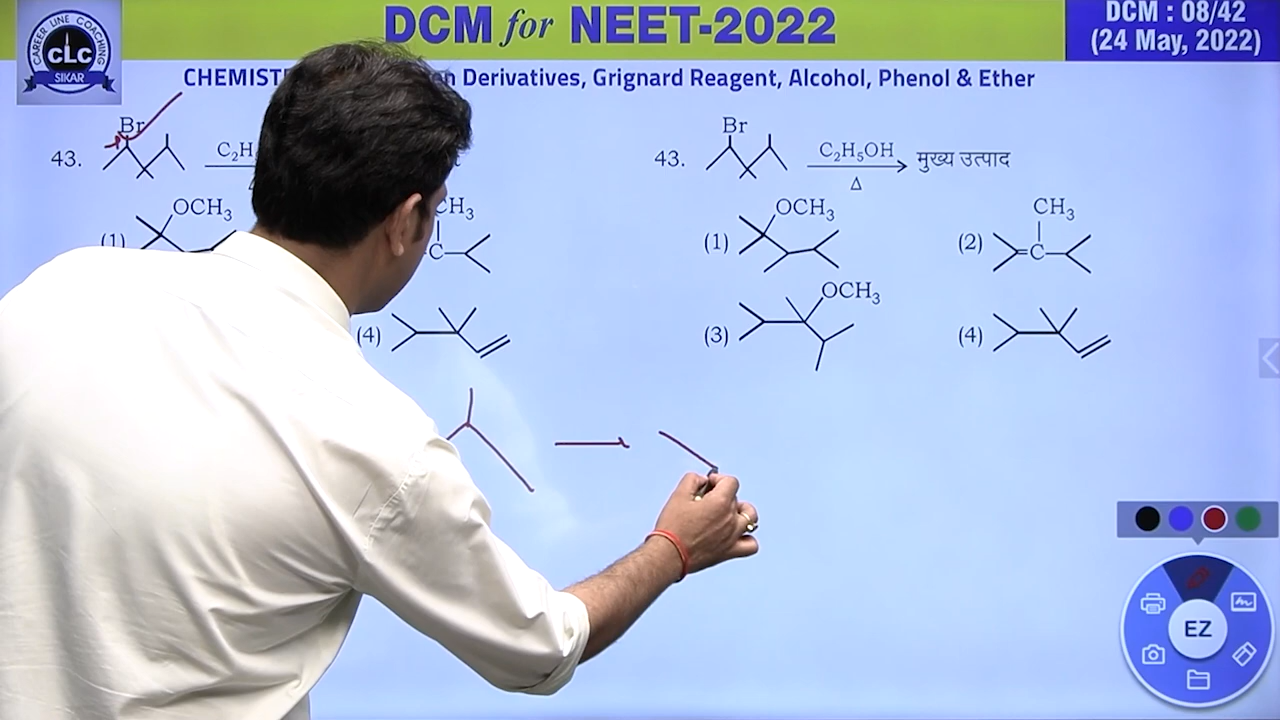 DCM for NEET-2022
DCM : 08/42
(24 May, 2022)
CAREER LINE COACHING
CLC
SIKAR
Derivatives, Grignard Reagent, Alcohol, Phenol & Ether
Br
43.
(1)
OCH₃
CH₃
C
(4)
Br
43.
C₂H₅OH
Δ
मुख्य उत्पाद
(1)
OCH₃
(2)
CH₃
C
(3)
OCH₃
(4)
EZ